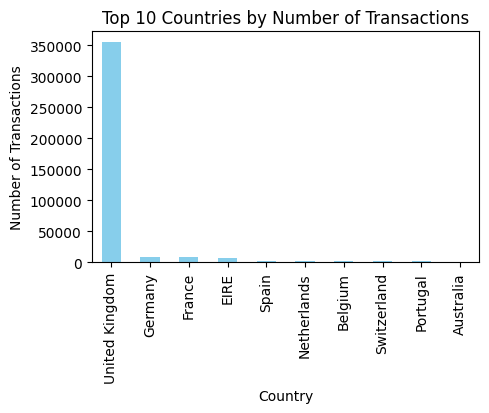 Top 10 Countries by Number of Transactions
Number of Transactions
350000
300000
250000
200000
150000
100000
50000
0
United Kingdom
Germany
France
EIRE
Spain
Netherlands
Belgium
Switzerland
Portugal
Australia
Country